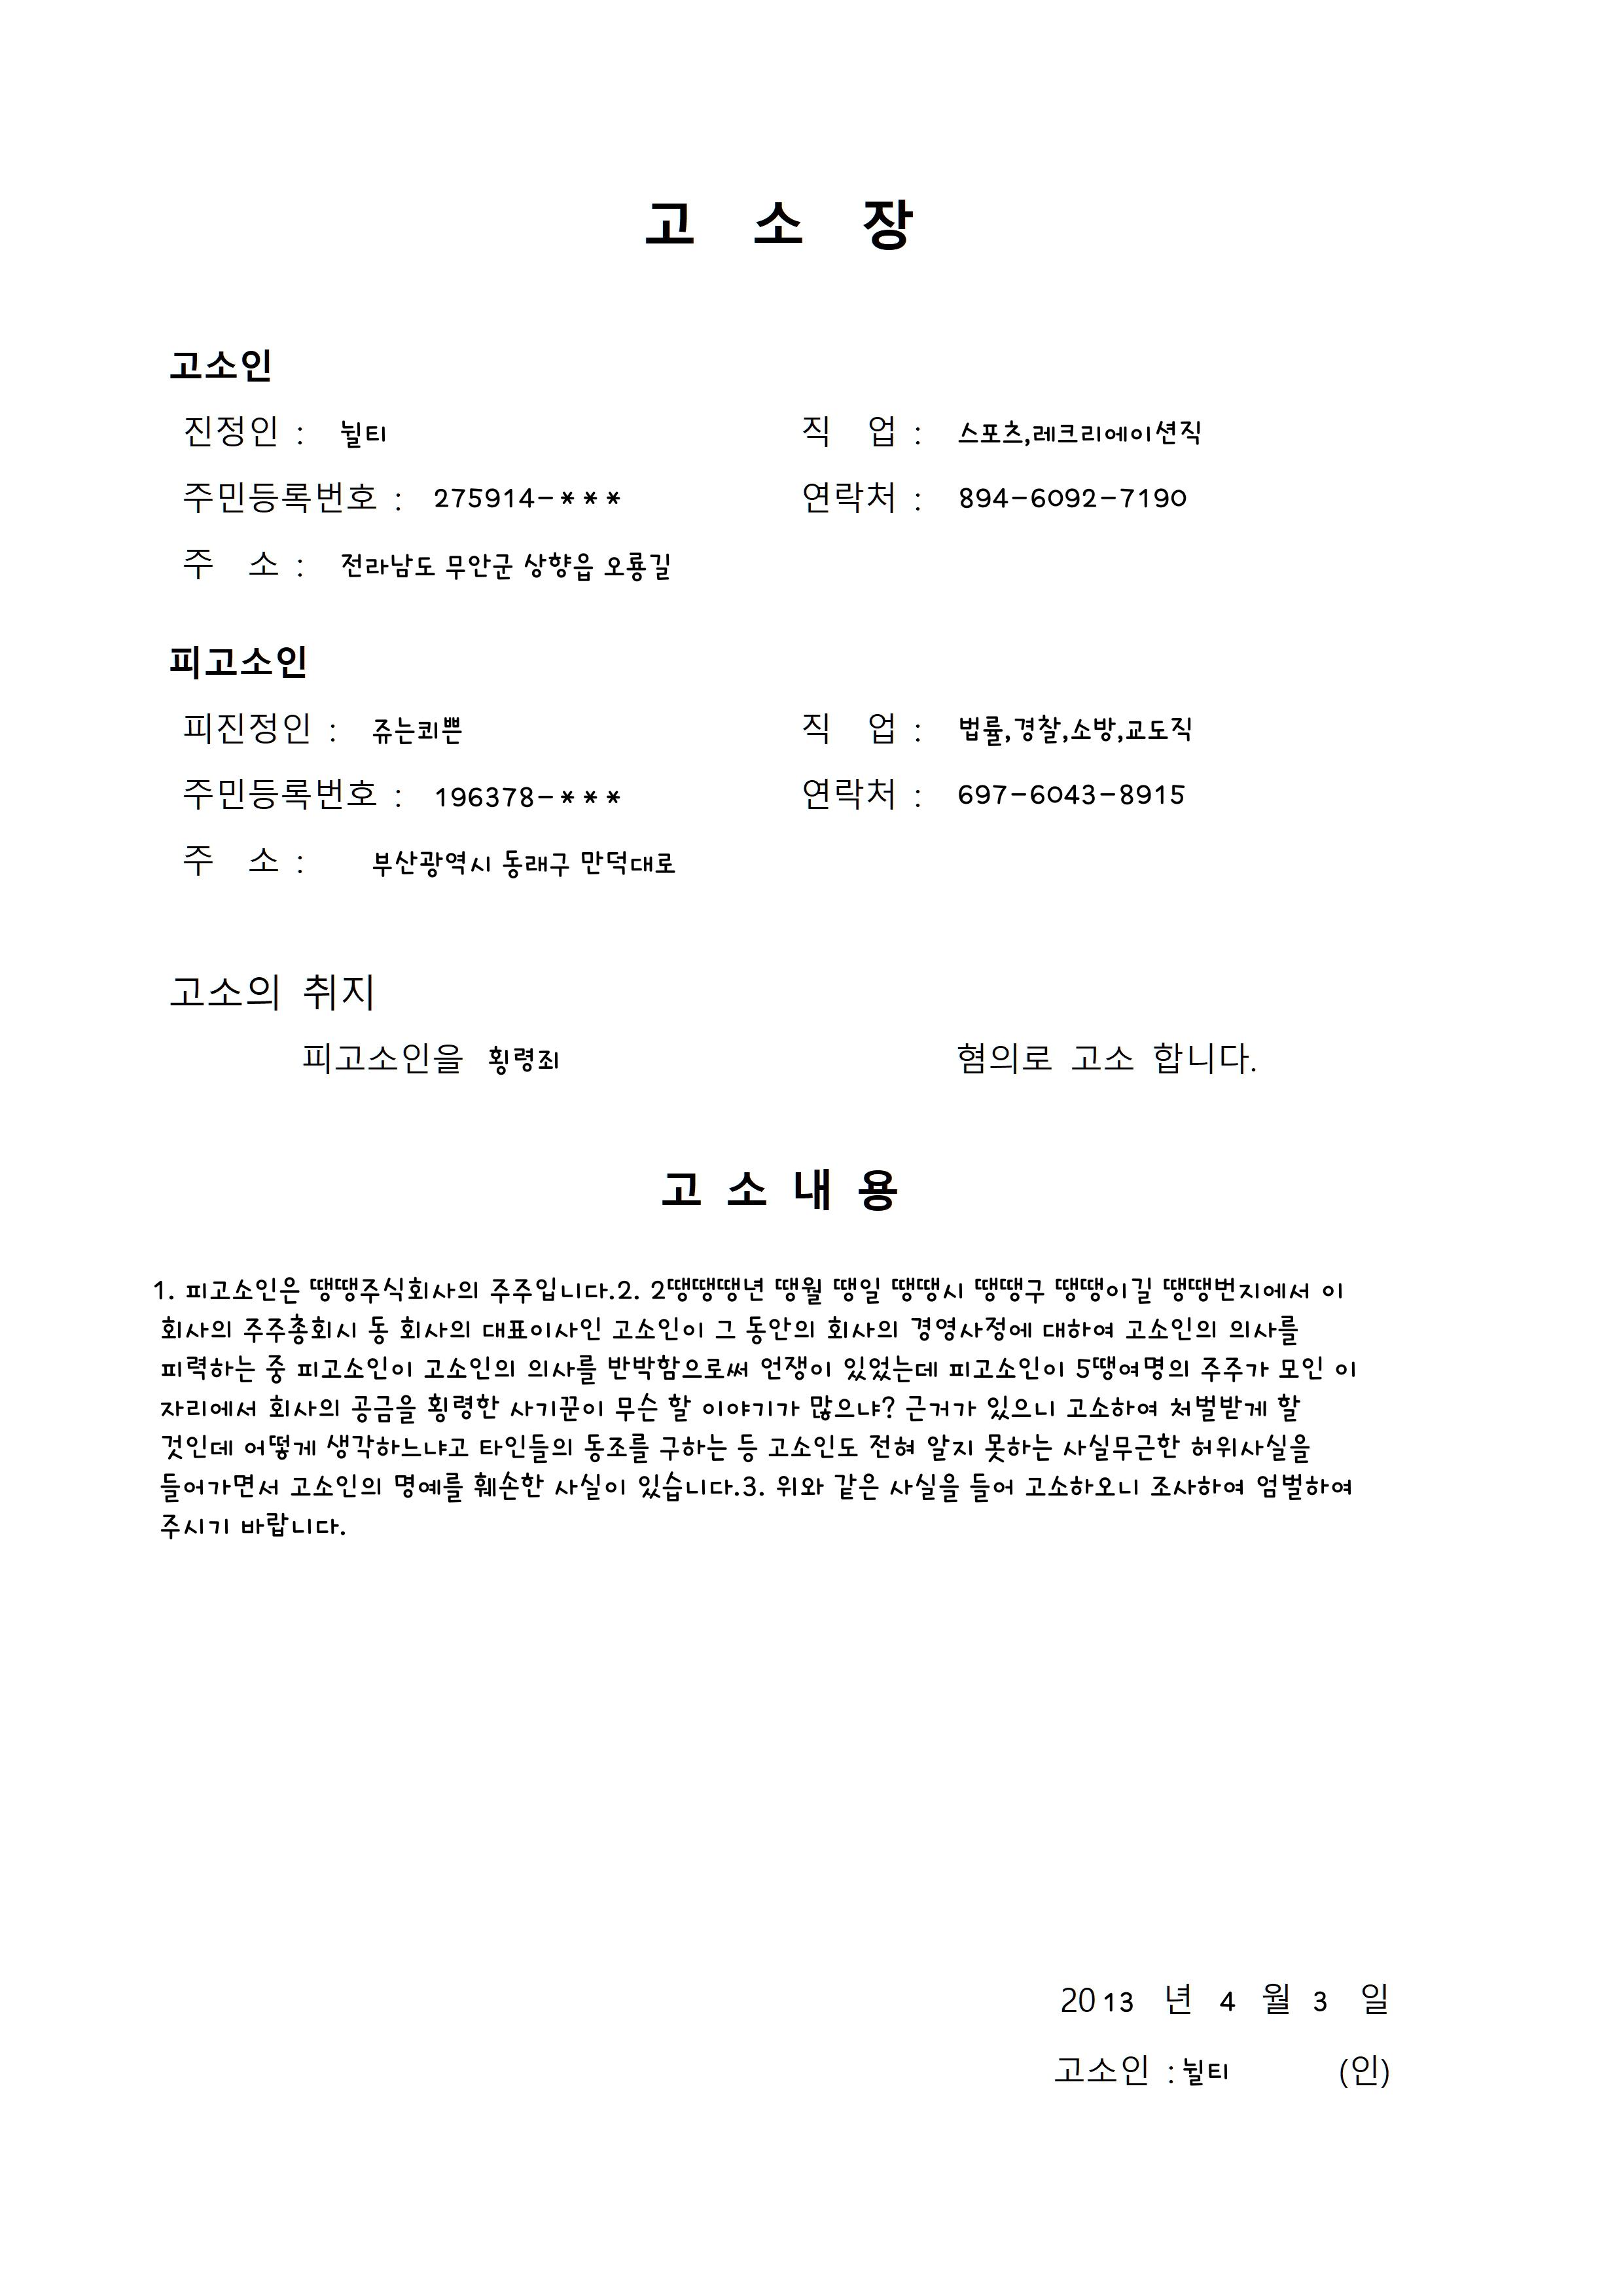 고 소 장
고소인
진정인 : 뉠티 직 업 : 스포츠,레크리에이션직
주민등록번호 : 275914-*** 연락처 : 894-6092-7190
주 소 : 전라남도 무안군 상향읍 오룡길
피고소인
피진정인 : 쥬는쾨쁜 직 업 : 법률,경찰,소방,교도직
주민등록번호 : 196378-*** 연락처 : 697-6043-8915
주 소 : 부산광역시 동래구 만덕대로
고소의 취지
피고소인을 횡령죄 혐의로 고소 합니다.
고 소 내 용
1. 피고소인은 땡땡주식회사의 주주입니다.2. 2땡땡땡년 땡월 땡일 땡땡시 땡땡구 땡땡이길 땡땡번지에서 이
회사의 주주총회시 동 회사의 대표이사인 고소인이 그 동안의 회사의 경영사정에 대하여 고소인의 의사를
피력하는 중 피고소인이 고소인의 의사를 반박함으로써 언쟁이 있었는데 피고소인이 5땡여명의 주주가 모인 이
자리에서 회사의 공금을 횡령한 사기꾼이 무슨 할 이야기가 많으냐? 근거가 있으니 고소하여 처벌받게 할
것인데 어떻게 생각하느냐고 타인들의 동조를 구하는 등 고소인도 전혀 알지 못하는 사실무근한 허위사실을
들어가면서 고소인의 명예를 훼손한 사실이 있습니다.3. 위와 같은 사실을 들어 고소하오니 조사하여 엄벌하여
주시기 바랍니다.
2013 년 4 월 3 일
고소인 : 뉠티 (인)